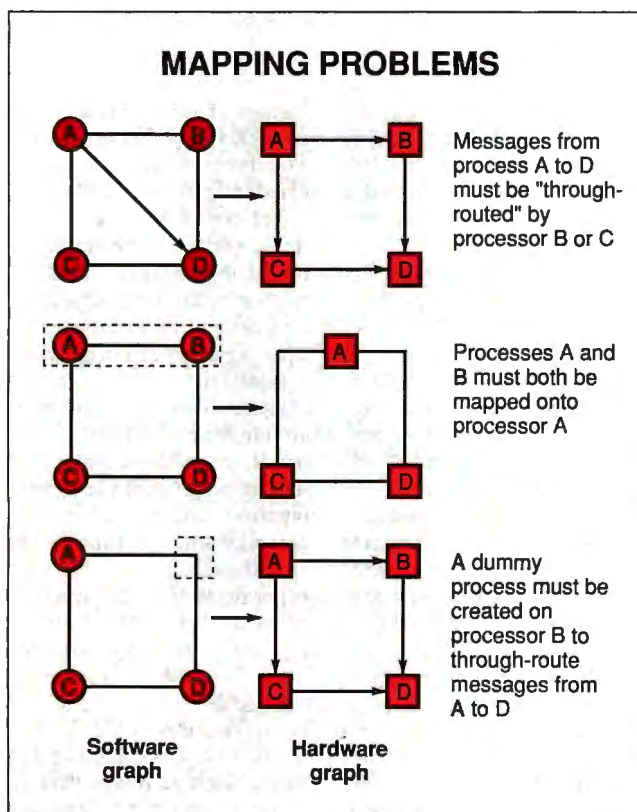 MAPPING PROBLEMS
A B
C D
A B
C D
Messages from
process A to D
must be "through-
routed" by
processor B or C
A B
C D
A
C D
Processes A and
B must both be
mapped onto
processor A
A
C D
A B
C D
A dummy
process must be
created on
processor B to
through-route
messages from
A to D
Software
graph
Hardware
graph